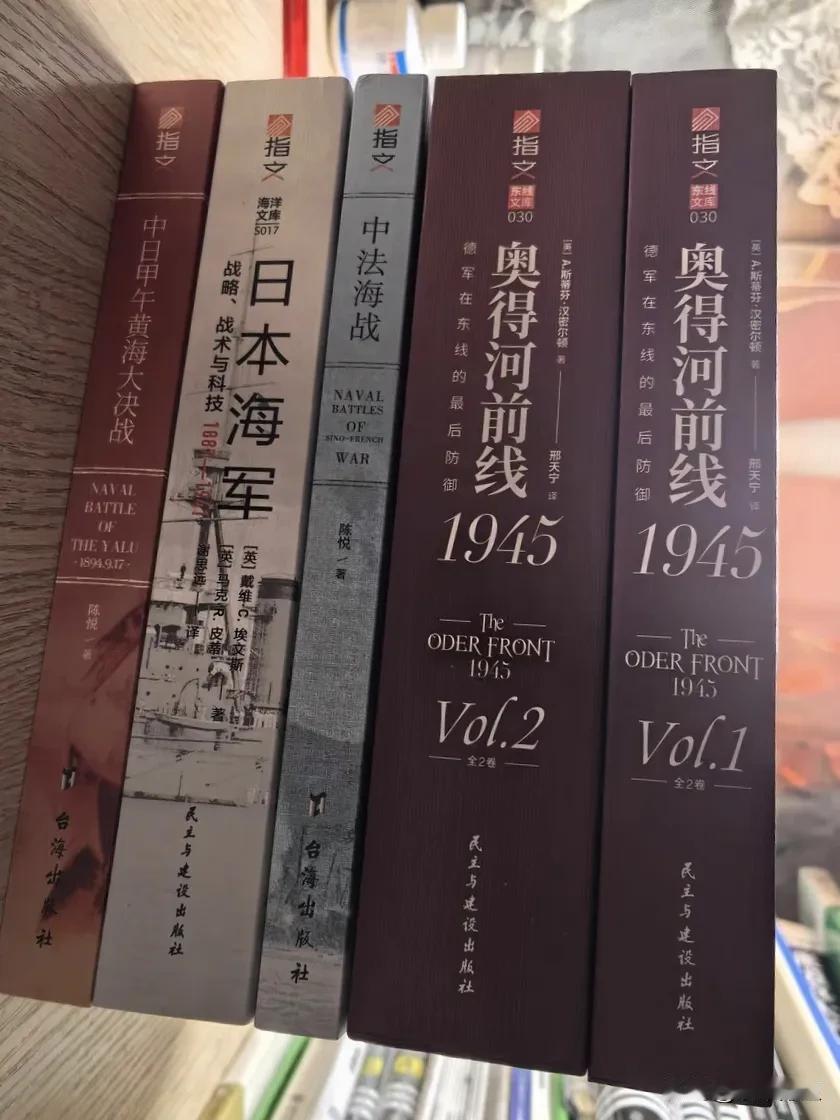 指文
中日甲午黄海大决战
NAVAL
BATTLE
OF
THE YALU
·1894.9.17·
陈悦 著
台海出版社
指文
海洋
文库
S017
日本海军
战略、战术与科技
[英] 戴维·C. 埃文斯
[英] 马克·R. 皮蒂 著
谢思远 译
民主与建设出版社
指文
中法海战
NAVAL
BATTLES
OF
SINO-FRENCH
WAR
陈悦 著
台海出版社
指文
东线
文库
030
[英] A.斯蒂芬·汉密尔顿 著
邢天宁 译
奥得河前线
1945
德军在东线的最后防御
The
ODER FRONT
1945
Vol.2
全2卷
民主与建设出版社
指文
东线
文库
030
[英] A.斯蒂芬·汉密尔顿 著
邢天宁 译
奥得河前线
1945
德军在东线的最后防御
The
ODER FRONT
1945
Vol.1
全2卷
民主与建设出版社